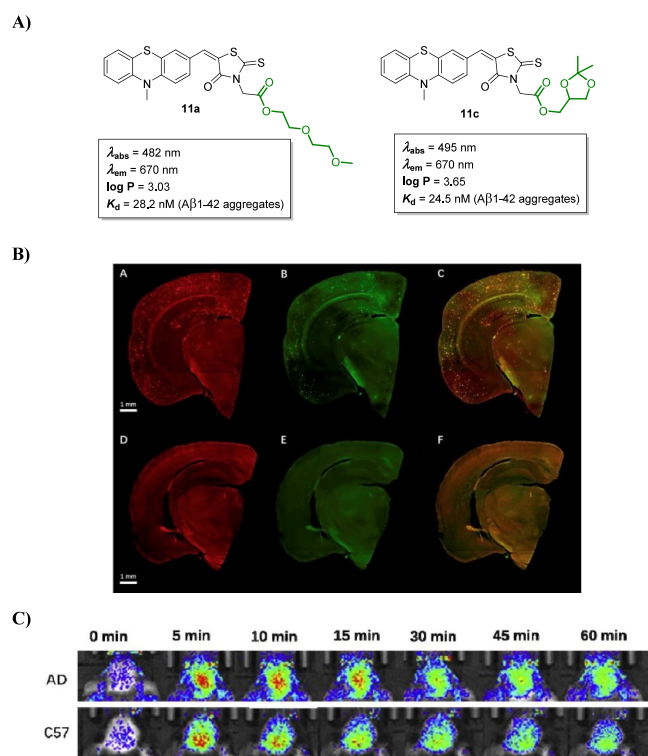 A)
S
S
S
N
O
N
O
O
O
O
11a
S
S
S
N
O
N
O
O
O
O
11c
λabs = 482 nm
λem = 670 nm
log P = 3.03
Kd = 28.2 nM (Aβ1-42 aggregates)
λabs = 495 nm
λem = 670 nm
log P = 3.65
Kd = 24.5 nM (Aβ1-42 aggregates)
B)
A
B
C
1 mm
D
E
F
1 mm
C)
0 min 5 min 10 min 15 min 30 min 45 min 60 min
AD
C57